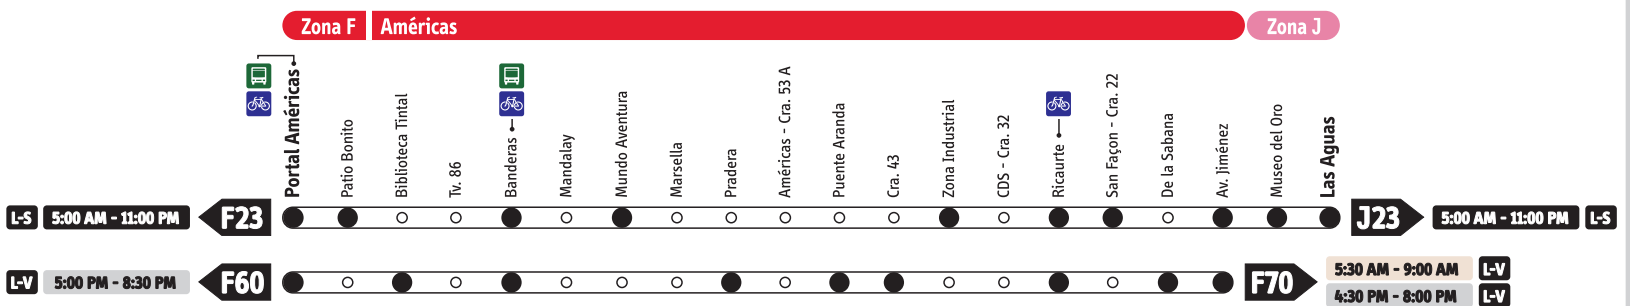 Zona F Américas Zona J
Portal Américas
Patio Bonito
Biblioteca Tintal
Tv. 86
Banderas
Mandalay
Mundo Aventura
Marsella
Pradera
Américas - Cra. 53 A
Puente Aranda
Cra. 43
Zona Industrial
CDS - Cra. 32
Ricaurte
San Façon - Cra. 22
De la Sabana
Av. Jiménez
Museo del Oro
Las Aguas
L-S 5:00 AM - 11:00 PM F23 J23 5:00 AM - 11:00 PM L-S
L-V 5:00 PM - 8:30 PM F60 F70 5:30 AM - 9:00 AM L-V
4:30 PM - 8:00 PM L-V